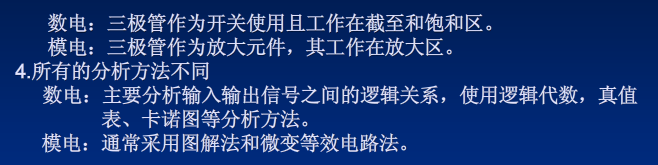 数电：三极管作为开关使用且工作在截至和饱和区。
模电：三极管作为放大元件，其工作在放大区。
4.所有的分析方法不同
数电：主要分析输入输出信号之间的逻辑关系，使用逻辑代数，真值
表、卡诺图等分析方法。
模电：通常采用图解法和微变等效电路法。